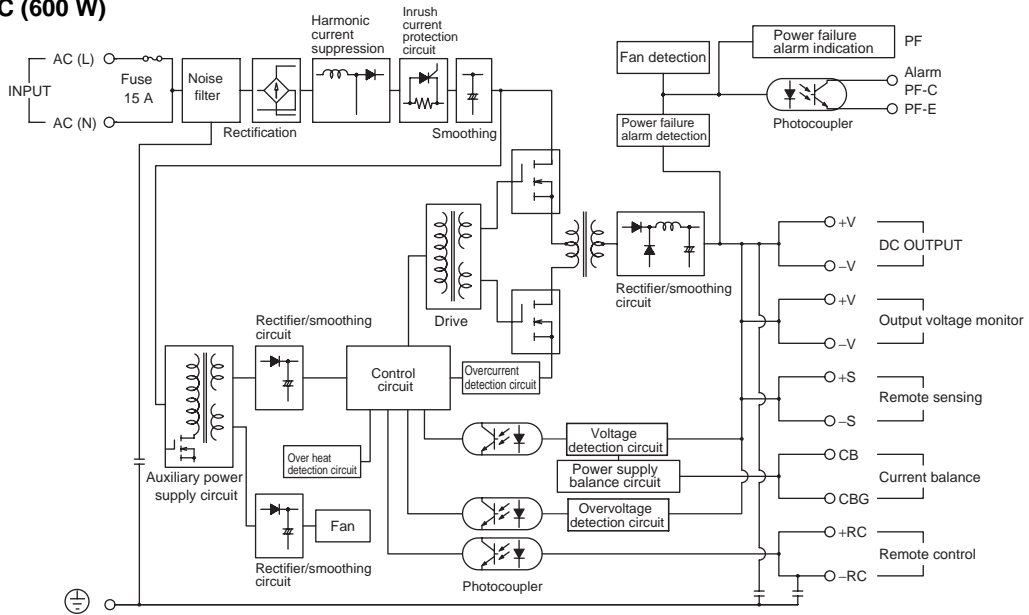 C (600 W)
Harmonic
current
suppression
Inrush
current
protection
circuit
AC (L)
INPUT
AC (N)
Fuse
15 A
Noise
filter
Rectification
Smoothing
Fan detection
Power failure
alarm indication
PF
Alarm
PF-C
PF-E
Photocoupler
Power failure
alarm detection
Drive
Rectifier/smoothing
circuit
+V
DC OUTPUT
−V
+V
Output voltage monitor
−V
+S
Remote sensing
−S
CB
Current balance
CBG
+RC
Remote control
−RC
Rectifier/smoothing
circuit
Control
circuit
Overcurrent
detection circuit
Over heat
detection circuit
Auxiliary power
supply circuit
Voltage
detection circuit
Power supply
balance circuit
Overvoltage
detection circuit
Fan
Rectifier/smoothing
circuit
Photocoupler